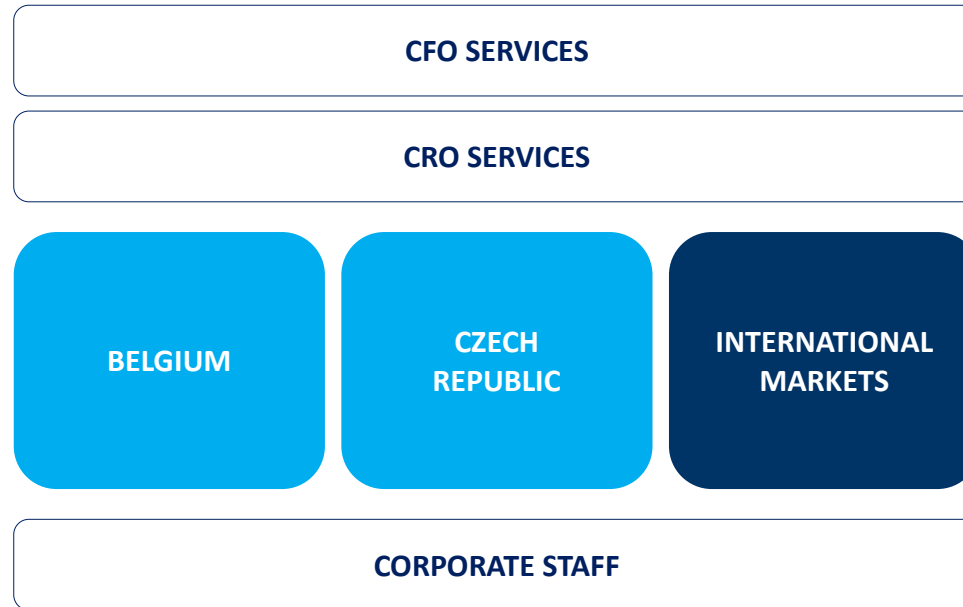 CFO SERVICES
CRO SERVICES
BELGIUM
CZECH
REPUBLIC
INTERNATIONAL
MARKETS
CORPORATE STAFF